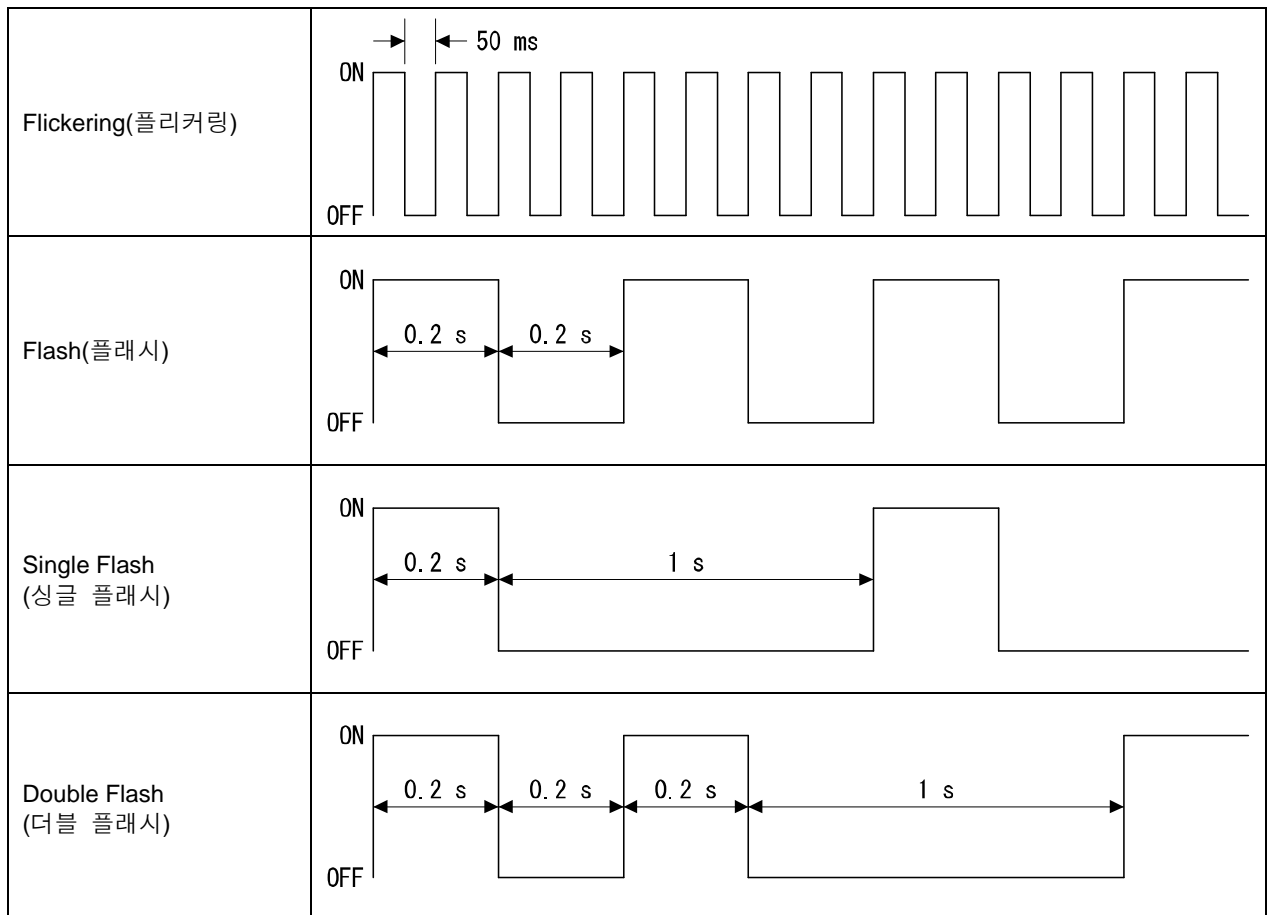 50 ms
ON
Flickering(플리커링)
OFF
ON
0.2 s 0.2 s
Flash(플래시)
OFF
ON
0.2 s 1 s
Single Flash
(싱글 플래시)
OFF
ON
0.2 s 0.2 s 0.2 s 1 s
Double Flash
(더블 플래시)
OFF